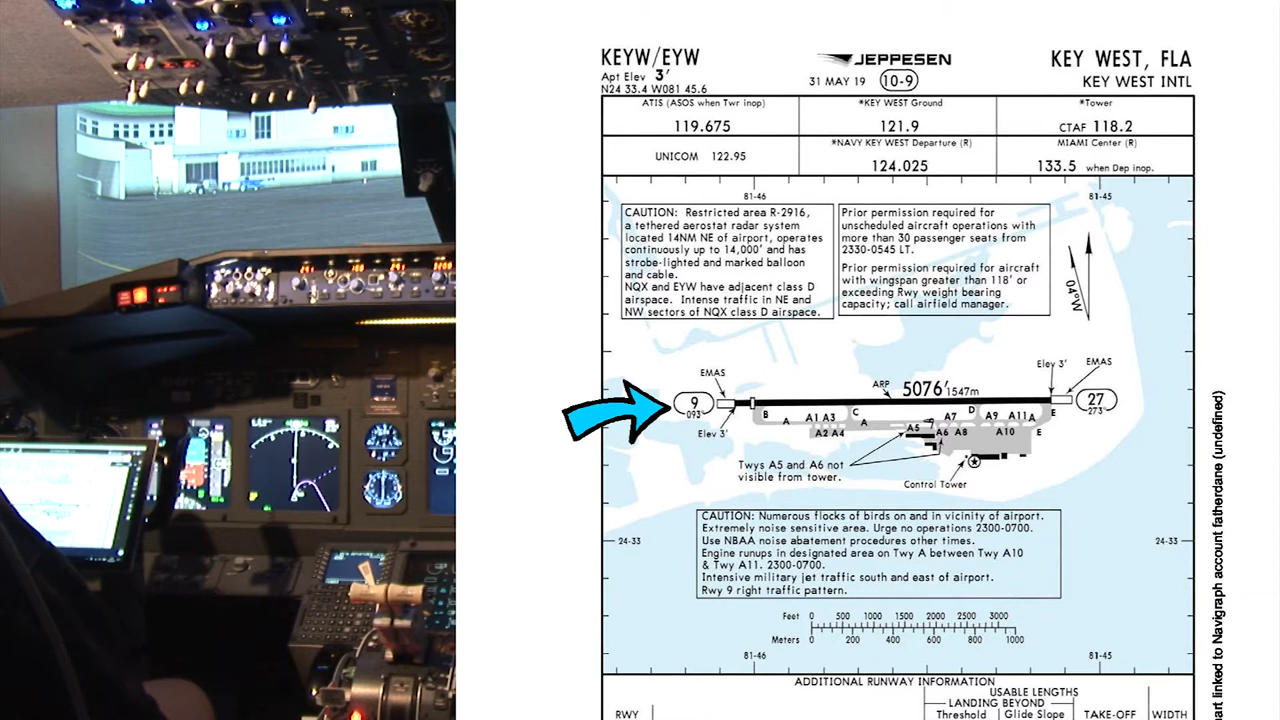 KEYW/EYW
Apt Elev 3'
N24 33.4 W081 45.6
JEPPESEN
31 MAY 19 10-9
KEY WEST, FLA
KEY WEST INTL
ATIS (ASOS when Twr inop)
119.675
*KEY WEST Ground
121.9
*Tower
CTAF 118.2
UNICOM 122.95
*NAVY KEY WEST Departure (R)
124.025
MIAMI Center (R)
133.5 when Dep inop.
81-46
81-45
CAUTION: Restricted area R-2916,
a tethered aerostat radar system
located 14NM NE of airport, operates
continuously up to 14,000' and has
strobe-lighted and marked balloon
and cable.
NQX and EYW have adjacent class D
airspace. Intense traffic in NE and
NW sectors of NQX class D airspace.
Prior permission required for
unscheduled aircraft operations with
more than 30 passenger seats from
2330-0545 LT.
Prior permission required for aircraft
with wingspan greater than 118' or
exceeding Rwy weight bearing
capacity; call airfield manager.
04°W
EMAS
ARP
5076' 1547m
Elev 3'
EMAS
9
093°
27
273°
Elev 3'
B
A
A1 A3
C
A
A7
D
A9
A11 A
E
A2 A4
A5
A6 A8
A10
E
Twys A5 and A6 not
visible from tower.
Control Tower
CAUTION: Numerous flocks of birds on and in vicinity of airport.
Extremely noise sensitive area. Urge no operations 2300-0700.
Use NBAA noise abatement procedures other times.
Engine runups in designated area on Twy A between Twy A10
& Twy A11. 2300-0700.
Intensive military jet traffic south and east of airport.
Rwy 9 right traffic pattern.
24-33
24-33
Feet 0 500 1000 1500 2000 2500 3000
Meters 0 200 400 600 800 1000
81-46
81-45
ADDITIONAL RUNWAY INFORMATION
USABLE LENGTHS
LANDING BEYOND
RWY
Threshold
Glide Slope
TAKE-OFF
WIDTH
art linked to Navigraph account fatherdane (undefined)